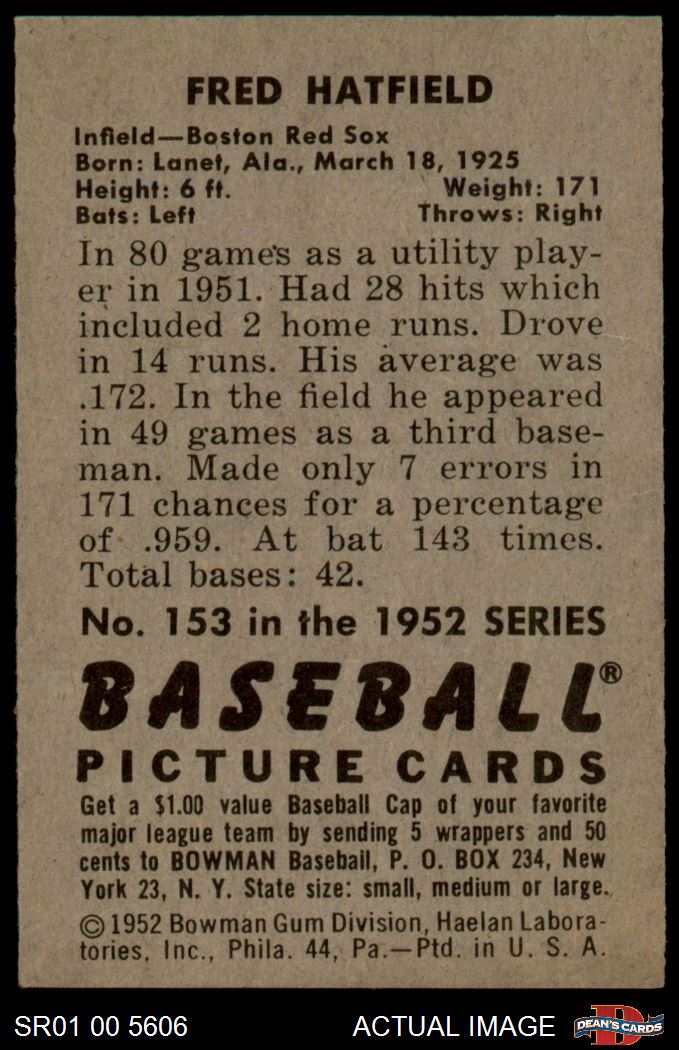 FRED HATFIELD
Infield—Boston Red Sox
Born: Lanet, Ala., March 18, 1925
Height: 6 ft. Weight: 171
Bats: Left Throws: Right
In 80 games as a utility play-
er in 1951. Had 28 hits which
included 2 home runs. Drove
in 14 runs. His average was
.172. In the field he appeared
in 49 games as a third base-
man. Made only 7 errors in
171 chances for a percentage
of .959. At bat 143 times.
Total bases: 42.
No. 153 in the 1952 SERIES
BASEBALL®
PICTURE CARDS
Get a $1.00 value Baseball Cap of your favorite
major league team by sending 5 wrappers and 50
cents to BOWMAN Baseball, P. O. BOX 234, New
York 23, N. Y. State size: small, medium or large.
© 1952 Bowman Gum Division, Haelan Labora-
tories, Inc., Phila. 44, Pa.—Ptd. in U. S. A.
SR01 00 5606 ACTUAL IMAGE D DEAN'S CARDS